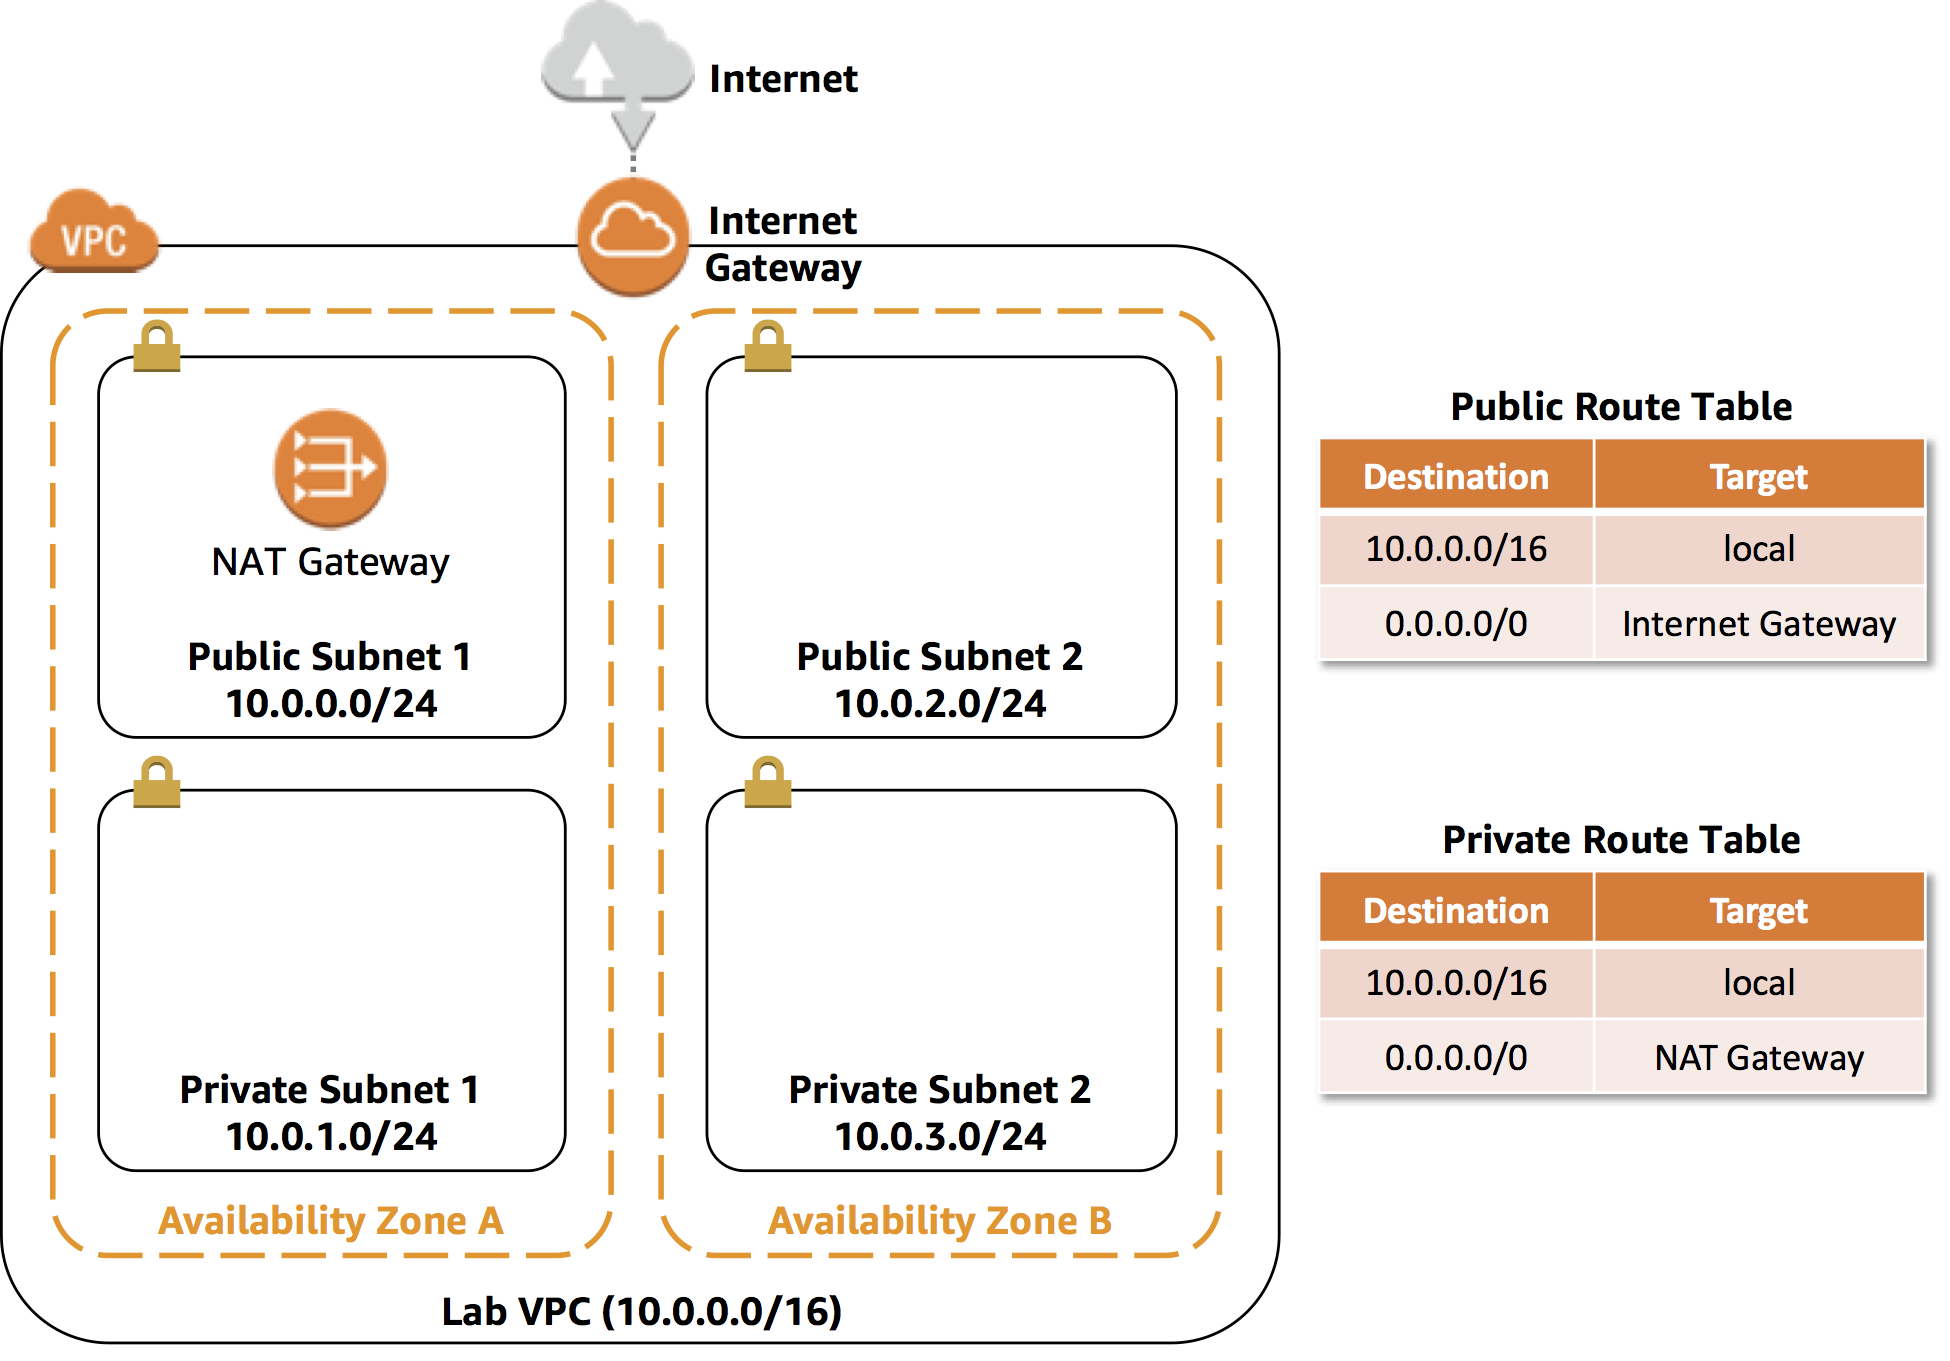 Internet
VPC
Internet
Gateway
NAT Gateway
Public Subnet 1
10.0.0.0/24
Public Subnet 2
10.0.2.0/24
Private Subnet 1
10.0.1.0/24
Private Subnet 2
10.0.3.0/24
Availability Zone A
Availability Zone B
Lab VPC (10.0.0.0/16)
Public Route Table
Destination Target
10.0.0.0/16 local
0.0.0.0/0 Internet Gateway
Private Route Table
Destination Target
10.0.0.0/16 local
0.0.0.0/0 NAT Gateway